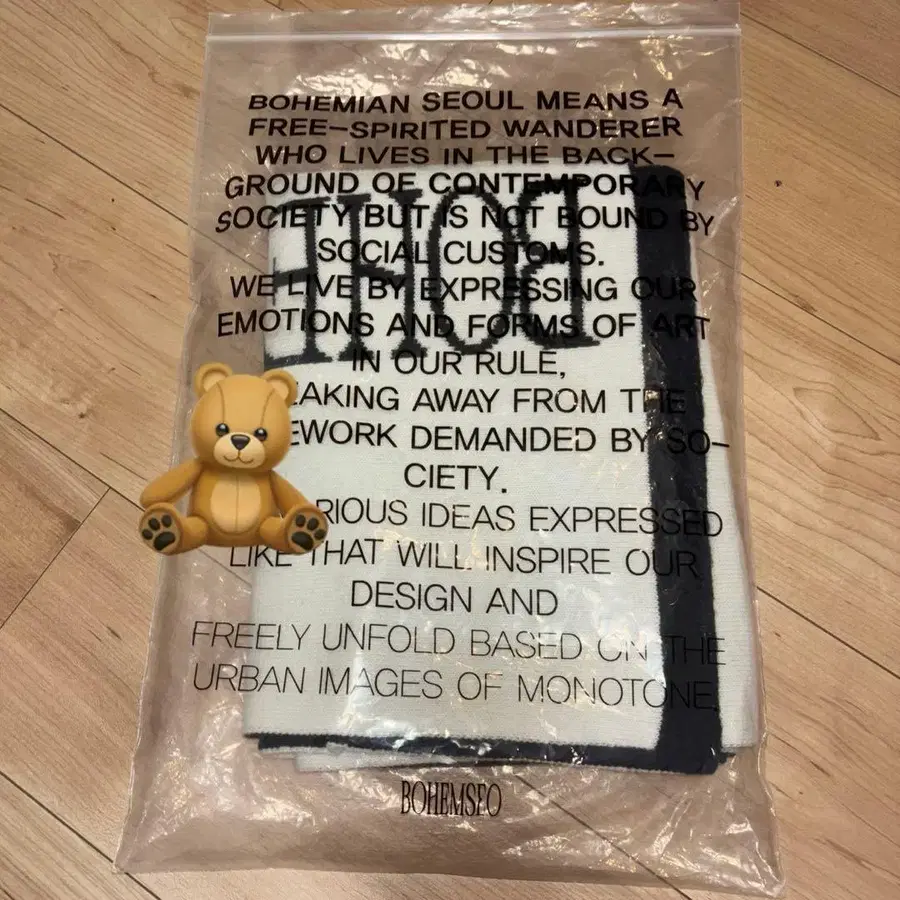 BOHEMIAN SEOUL MEANS A
FREE-SPIRITED WANDERER
WHO LIVES IN THE BACK-
GROUND OF CONTEMPORARY
SOCIETY BUT IS NOT BOUND BY
SOCIAL CUSTOMS.
WE LIVE BY EXPRESSING OUR
EMOTIONS AND FORMS OF ART
IN OUR RULE,
EAKING AWAY FROM THE
EWORK DEMANDED BY SO-
CIETY.
RIOUS IDEAS EXPRESSED
LIKE THAT WILL INSPIRE OUR
DESIGN AND
FREELY UNFOLD BASED ON THE
URBAN IMAGES OF MONOTONE.
BOHEMSEO